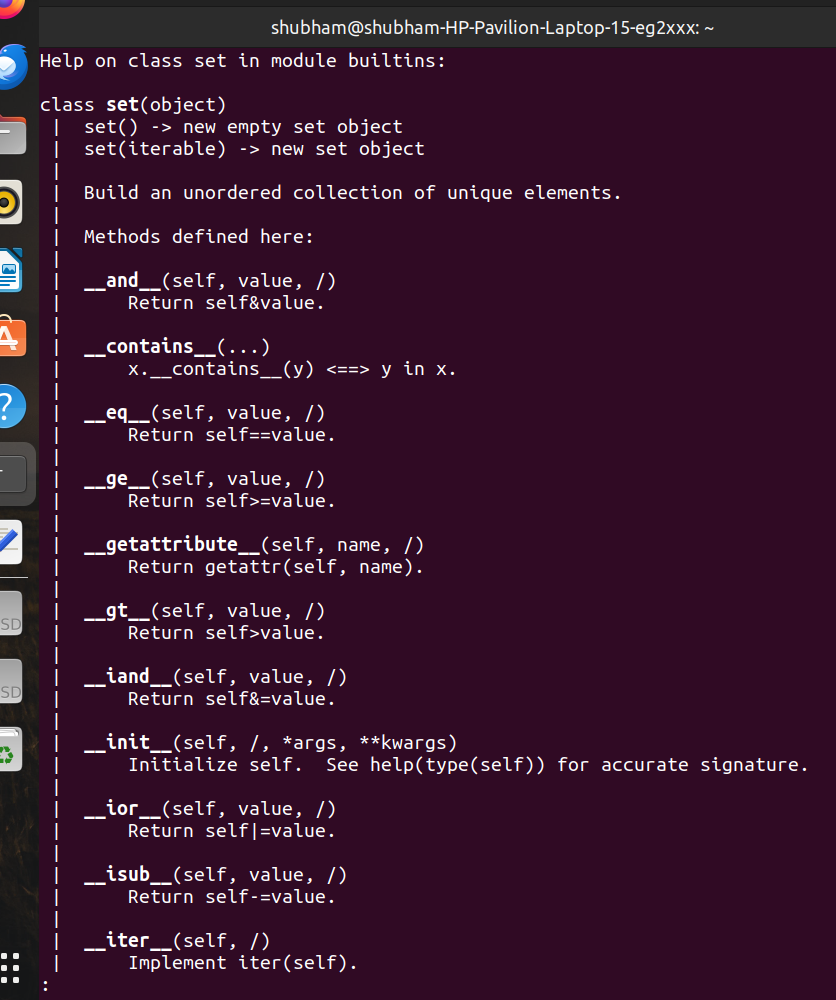 shubham@shubham-HP-Pavilion-Laptop-15-eg2xxx: ~
Help on class set in module builtins:

class set(object)
 |  set() -> new empty set object
 |  set(iterable) -> new set object
 |
 |  Build an unordered collection of unique elements.
 |
 |  Methods defined here:
 |
 |  __and__(self, value, /)
 |      Return self&value.
 |
 |  __contains__(...)
 |      x.__contains__(y) <==> y in x.
 |
 |  __eq__(self, value, /)
 |      Return self==value.
 |
 |  __ge__(self, value, /)
 |      Return self>=value.
 |
 |  __getattribute__(self, name, /)
 |      Return getattr(self, name).
 |
 |  __gt__(self, value, /)
 |      Return self>value.
 |
 |  __iand__(self, value, /)
 |      Return self&=value.
 |
 |  __init__(self, /, *args, **kwargs)
 |      Initialize self.  See help(type(self)) for accurate signature.
 |
 |  __ior__(self, value, /)
 |      Return self|=value.
 |
 |  __isub__(self, value, /)
 |      Return self-=value.
 |
 |  __iter__(self, /)
 |      Implement iter(self).
:
SD
SD